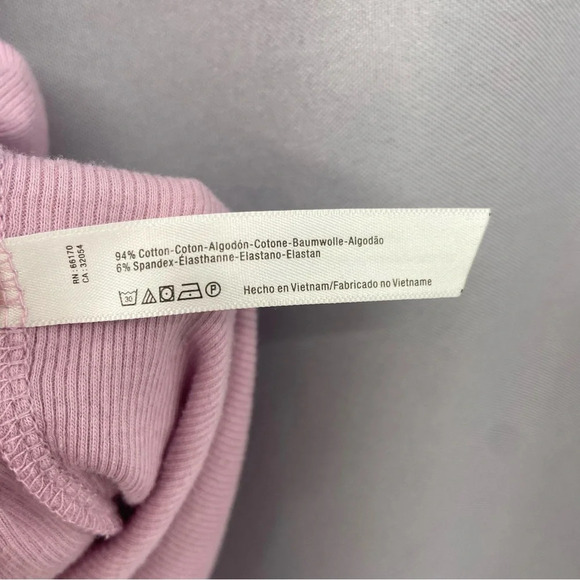 RN : 66170
CA : 32054
94% Cotton-Coton-Algodón-Cotone-Baumwolle-Algodão
6% Spandex-Élasthanne-Elastano-Elastan
30
P
Hecho en Vietnam/Fabricado no Vietname